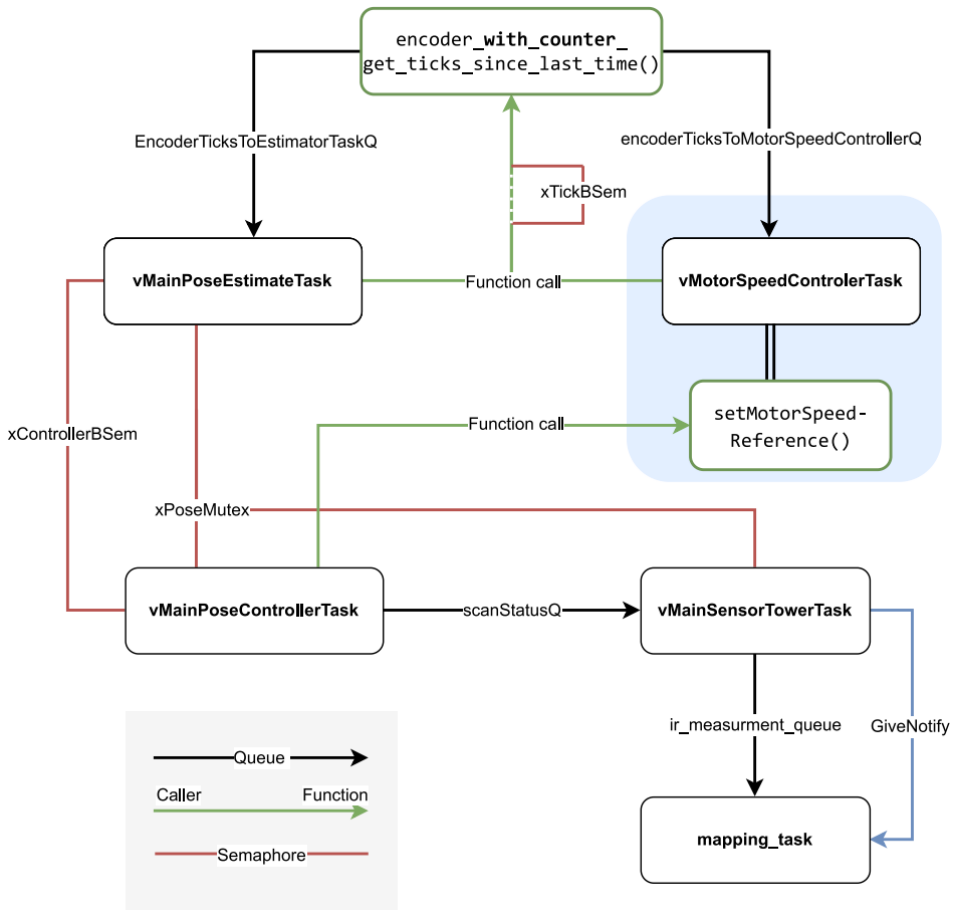 encoder_with_counter_
get_ticks_since_last_time()
EncoderTicksToEstimatorTaskQ
encoderTicksToMotorSpeedControllerQ
xTickBSem
vMainPoseEstimateTask
Function call
vMotorSpeedControlerTask
setMotorSpeed-
Reference()
Function call
xControllerBSem
xPoseMutex
vMainPoseControllerTask
scanStatusQ
vMainSensorTowerTask
ir_measurment_queue
GiveNotify
Queue
Caller
Function
Semaphore
mapping_task